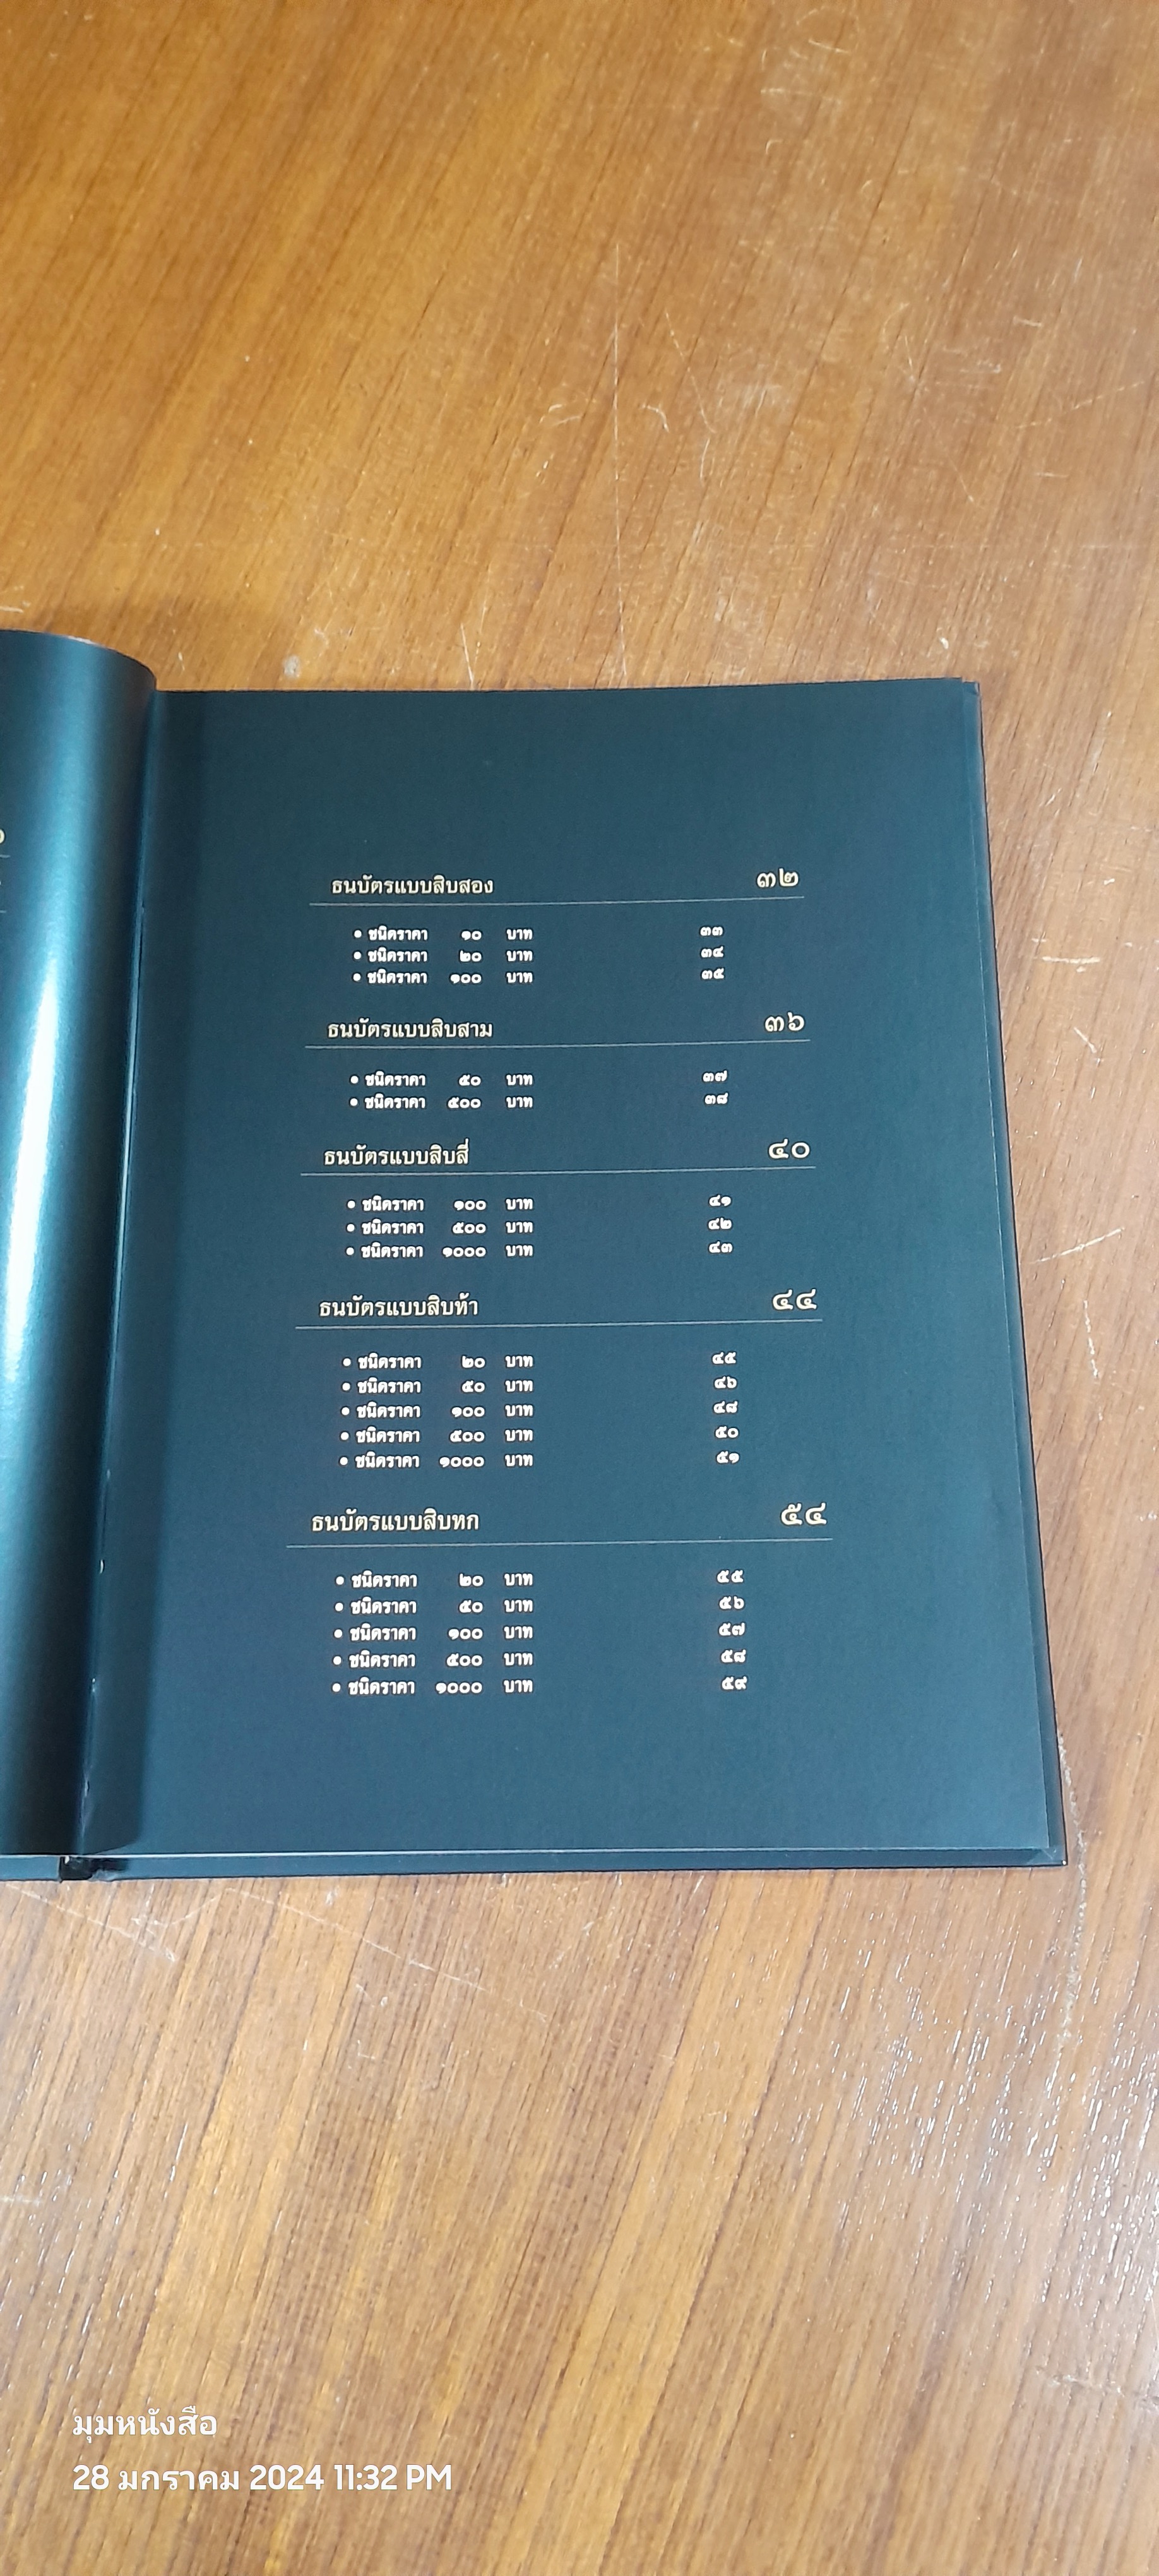 ธนบัตรแบบสิบสอง ๓๒
• ชนิดราคา ๑๐ บาท ๓๓
• ชนิดราคา ๒๐ บาท ๓๔
• ชนิดราคา ๑๐๐ บาท ๓๕
ธนบัตรแบบสิบสาม ๓๖
• ชนิดราคา ๕๐ บาท ๓๗
• ชนิดราคา ๕๐๐ บาท ๓๘
ธนบัตรแบบสิบสี่ ๔๐
• ชนิดราคา ๑๐๐ บาท ๔๑
• ชนิดราคา ๕๐๐ บาท ๔๒
• ชนิดราคา ๑๐๐๐ บาท ๔๓
ธนบัตรแบบสิบห้า ๔๔
• ชนิดราคา ๒๐ บาท ๔๕
• ชนิดราคา ๕๐ บาท ๔๖
• ชนิดราคา ๑๐๐ บาท ๔๘
• ชนิดราคา ๕๐๐ บาท ๕๐
• ชนิดราคา ๑๐๐๐ บาท ๕๑
ธนบัตรแบบสิบหก ๕๔
• ชนิดราคา ๒๐ บาท ๕๕
• ชนิดราคา ๕๐ บาท ๕๖
• ชนิดราคา ๑๐๐ บาท ๕๗
• ชนิดราคา ๕๐๐ บาท ๕๘
• ชนิดราคา ๑๐๐๐ บาท ๕๙
มุมหนังสือ
28 มกราคม 2024 11:32 PM